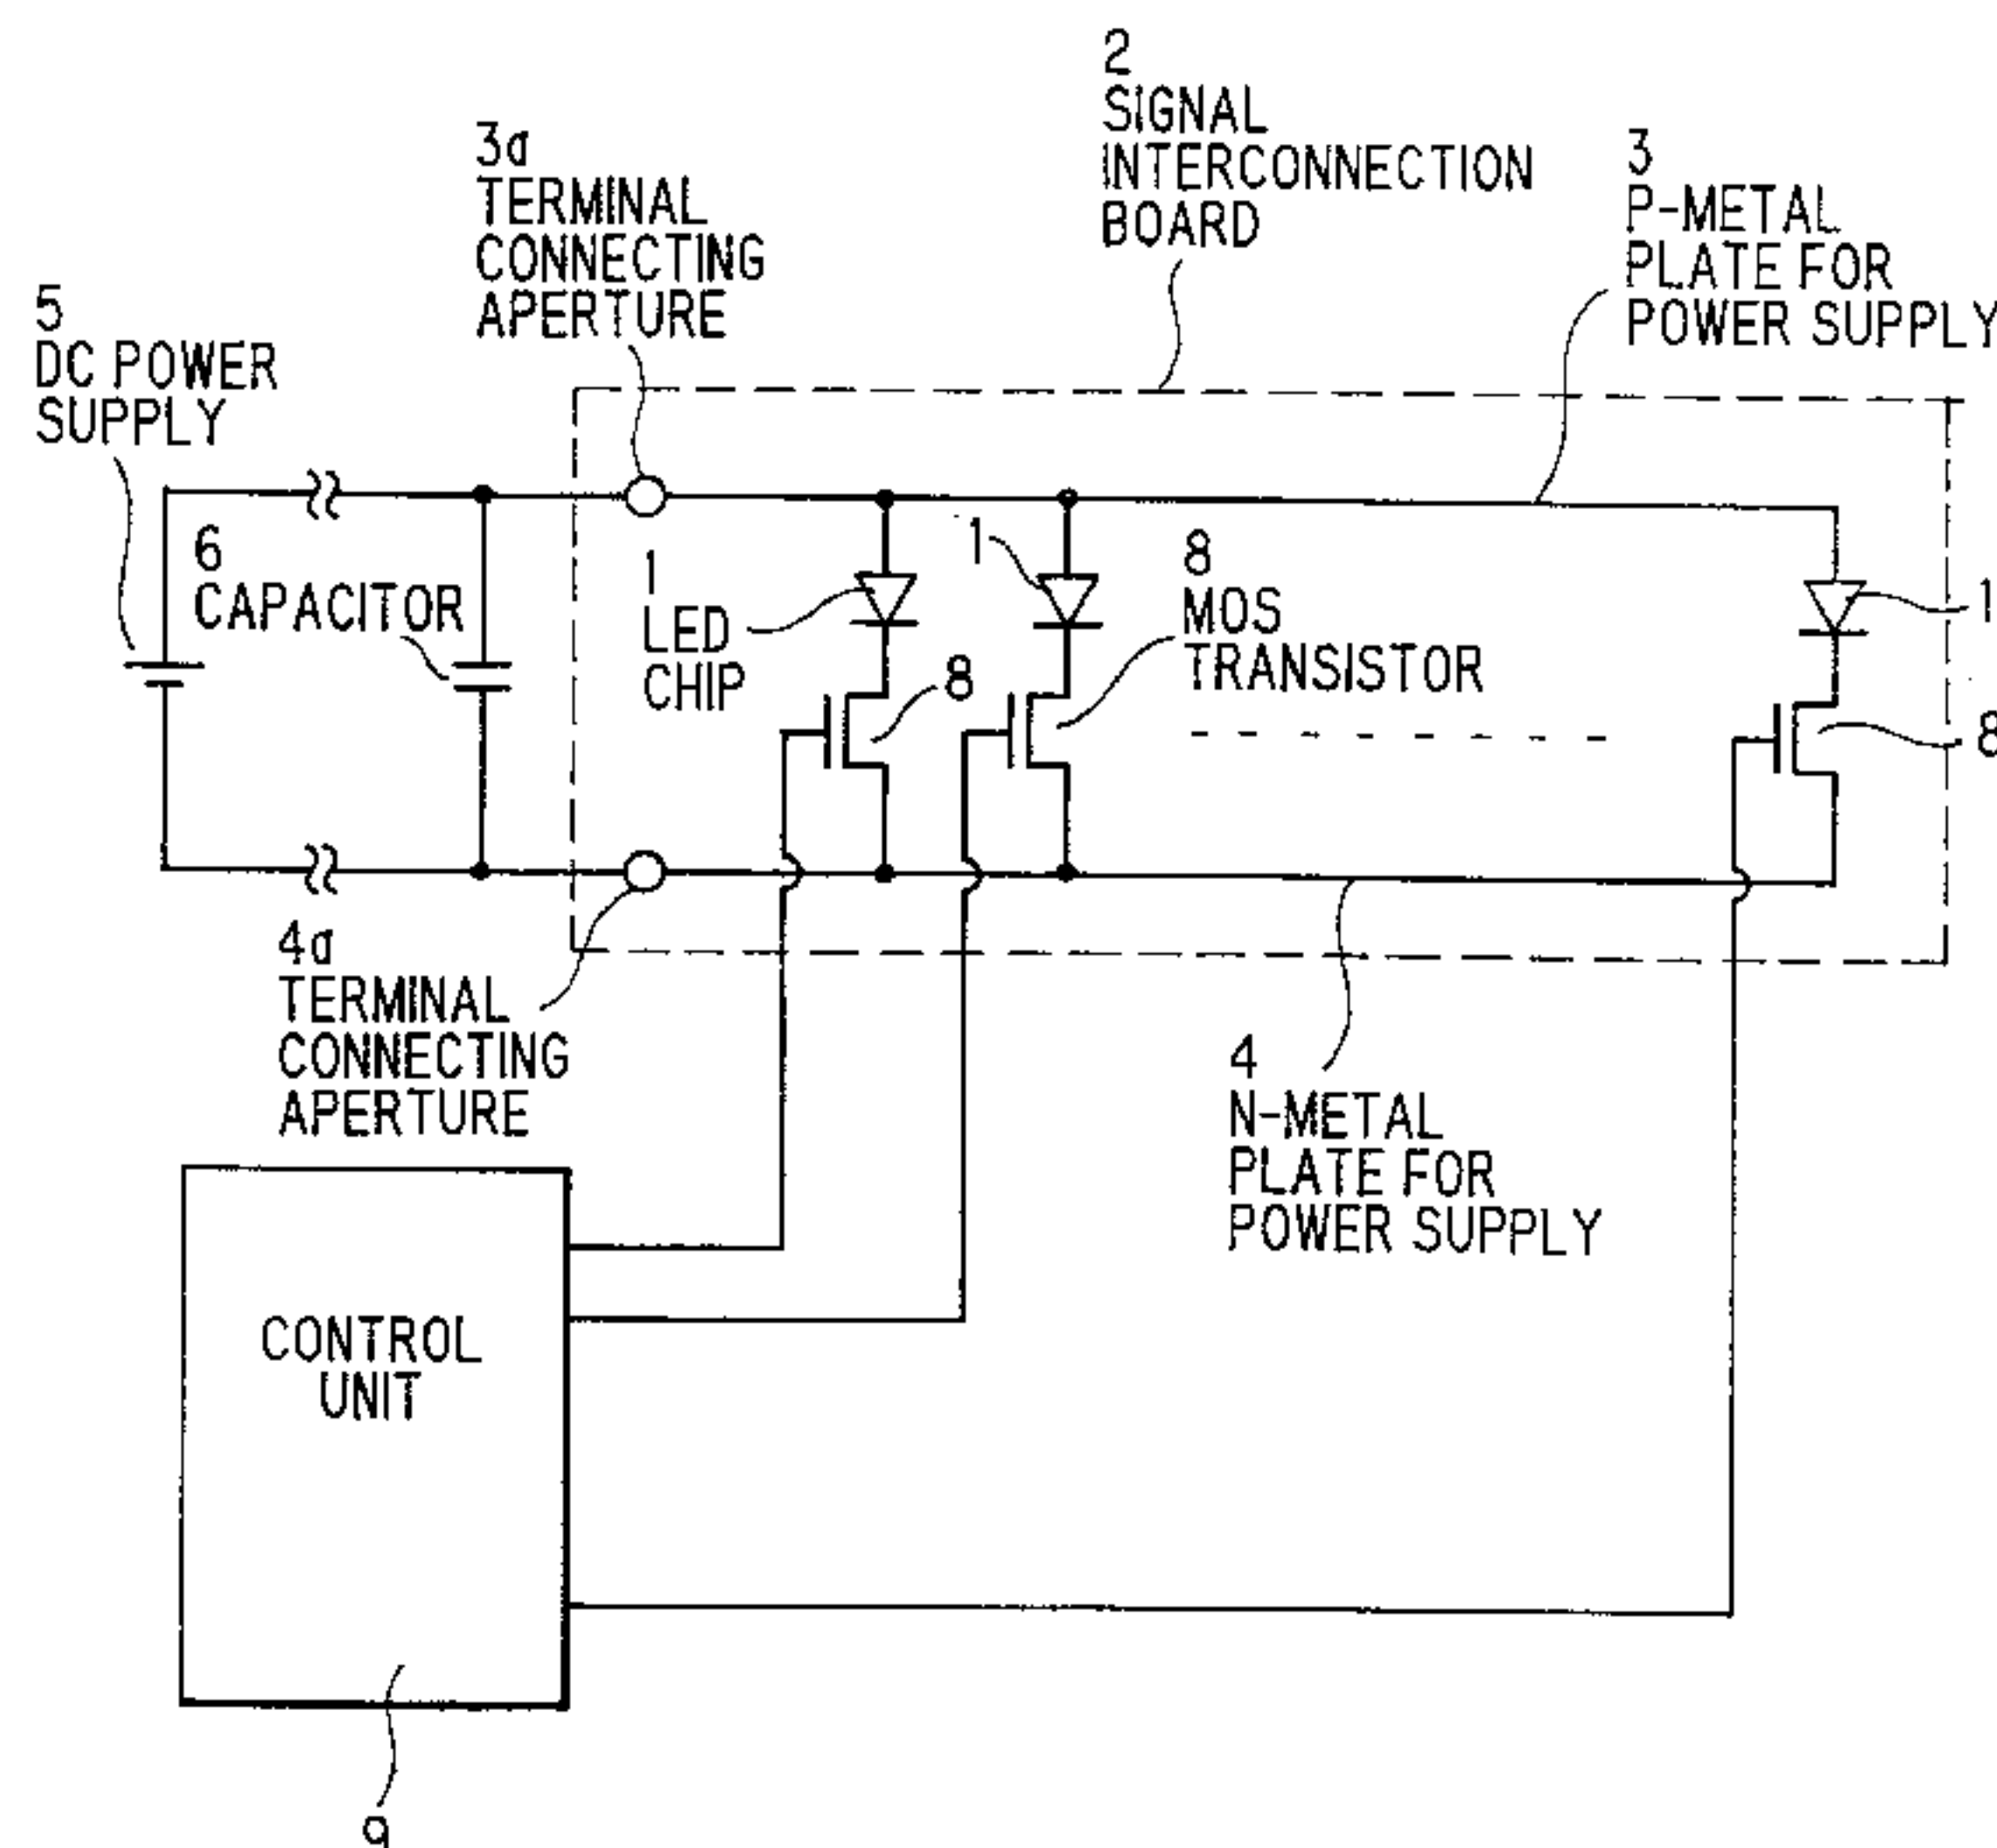 2
SIGNAL
INTERCONNECTION
BOARD
3a
TERMINAL
CONNECTING
APERTURE
3
P-METAL
PLATE FOR
POWER SUPPLY
5
DC POWER
SUPPLY
6
CAPACITOR
1
LED
CHIP
8
1
8
MOS
TRANSISTOR
1
8
4a
TERMINAL
CONNECTING
APERTURE
4
N-METAL
PLATE FOR
POWER SUPPLY
CONTROL
UNIT
9